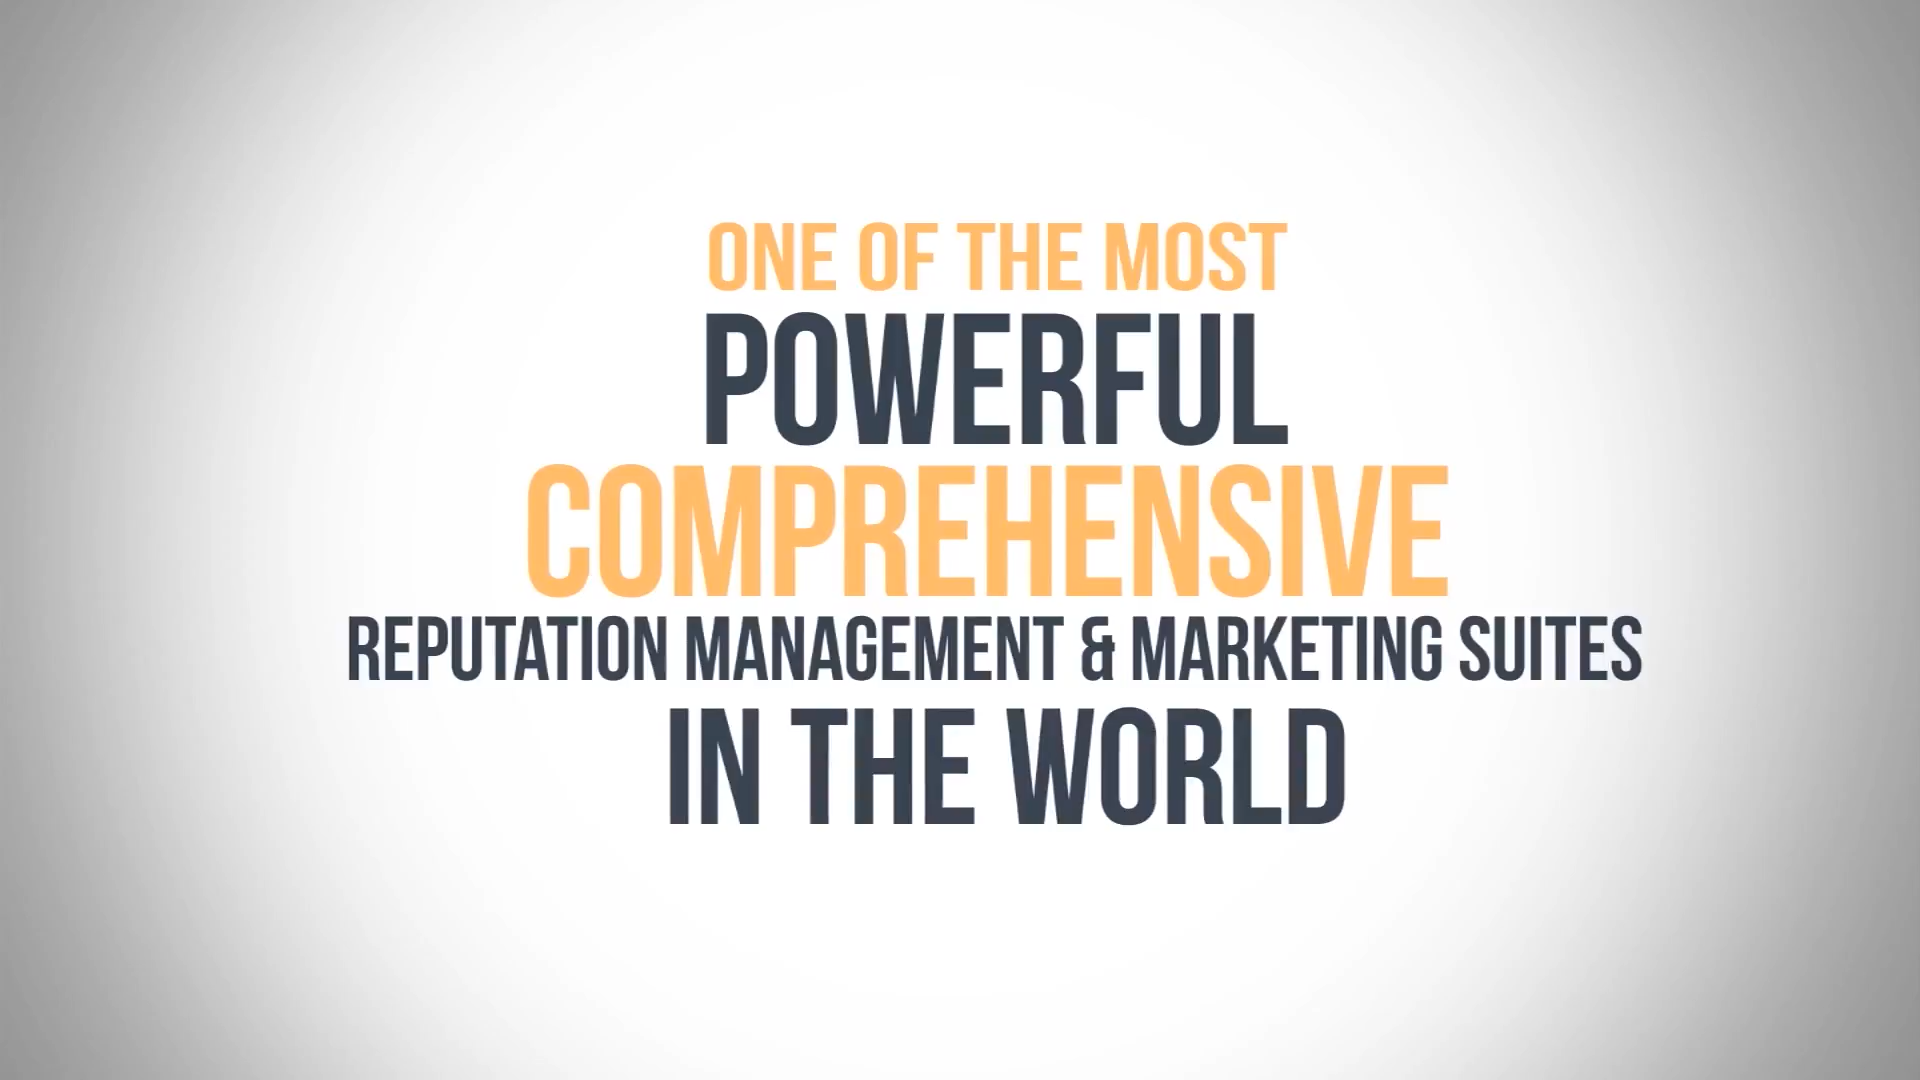 ONE OF THE MOST
POWERFUL
COMPREHENSIVE
REPUTATION MANAGEMENT & MARKETING SUITES
IN THE WORLD